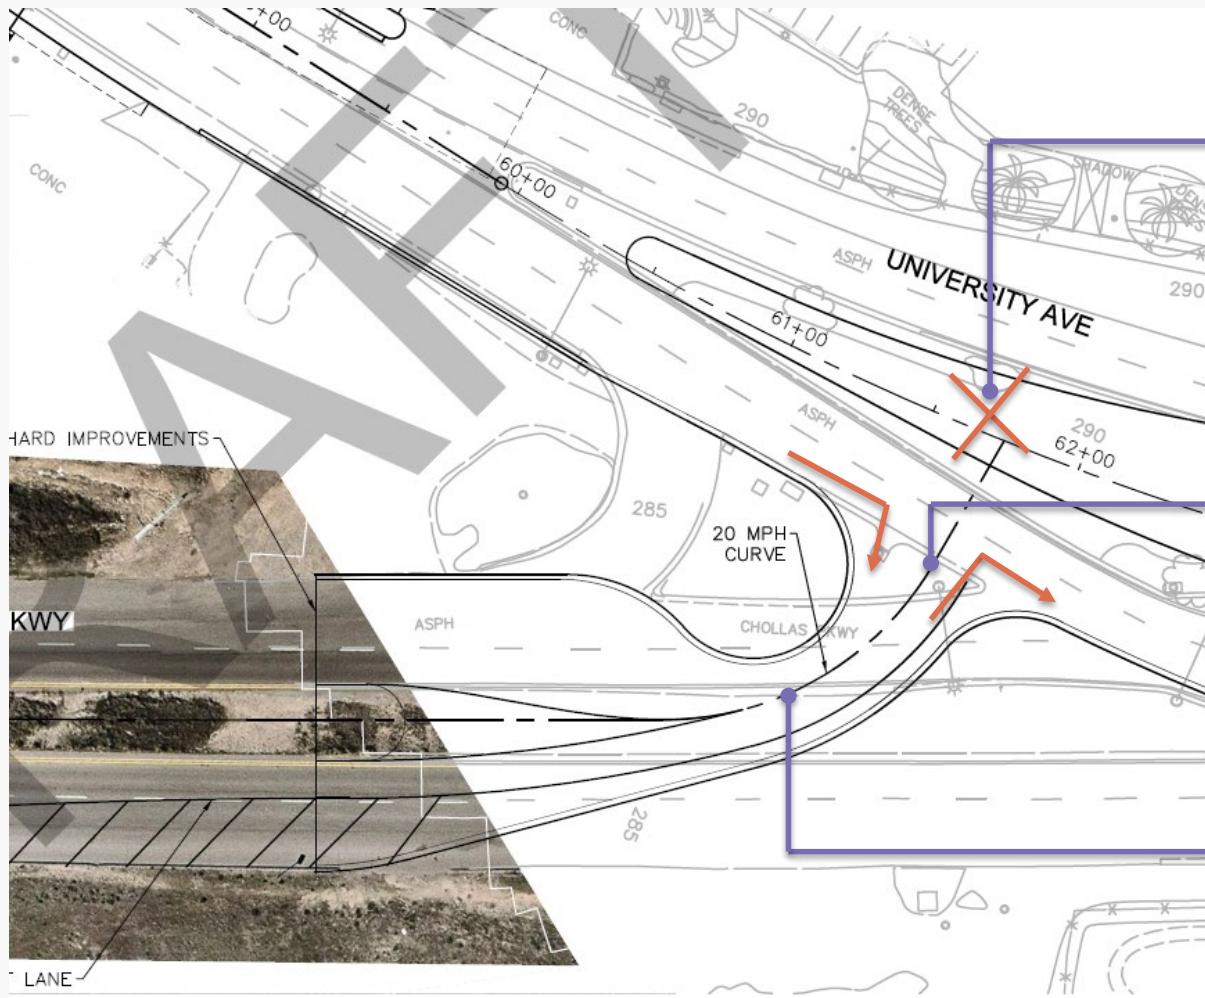 CONC
CONC
290
DENSE
TREES
60+00
SHADOW
ASPH
UNIVERSITY AVE
290
61+00
ASPH
290
62+00
HARD IMPROVEMENTS
285
20 MPH
CURVE
KWY
ASPH
CHOLLAS PKWY
285
LANE